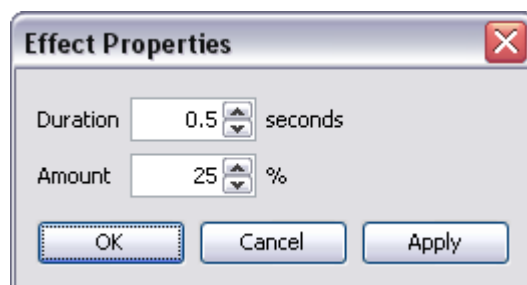 Effect Properties
Duration 0.5 seconds
Amount 25 %
OK Cancel Apply